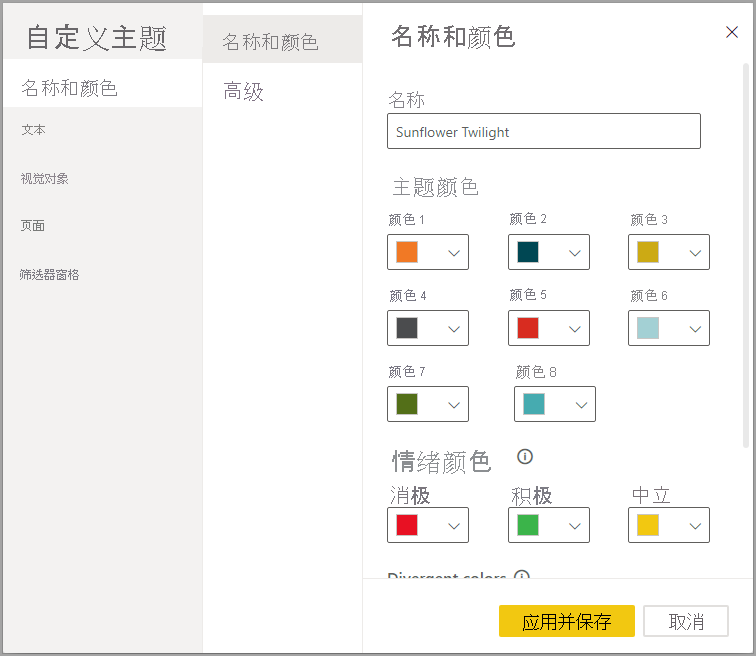 自定义主题
名称和颜色
文本
视觉对象
页面
筛选器窗格
名称和颜色
高级
名称和颜色
名称
Sunflower Twilight
主题颜色
颜色 1 颜色 2 颜色 3
颜色 4 颜色 5 颜色 6
颜色 7 颜色 8
情绪颜色
消极 积极 中立
Divergent colors
应用并保存 取消